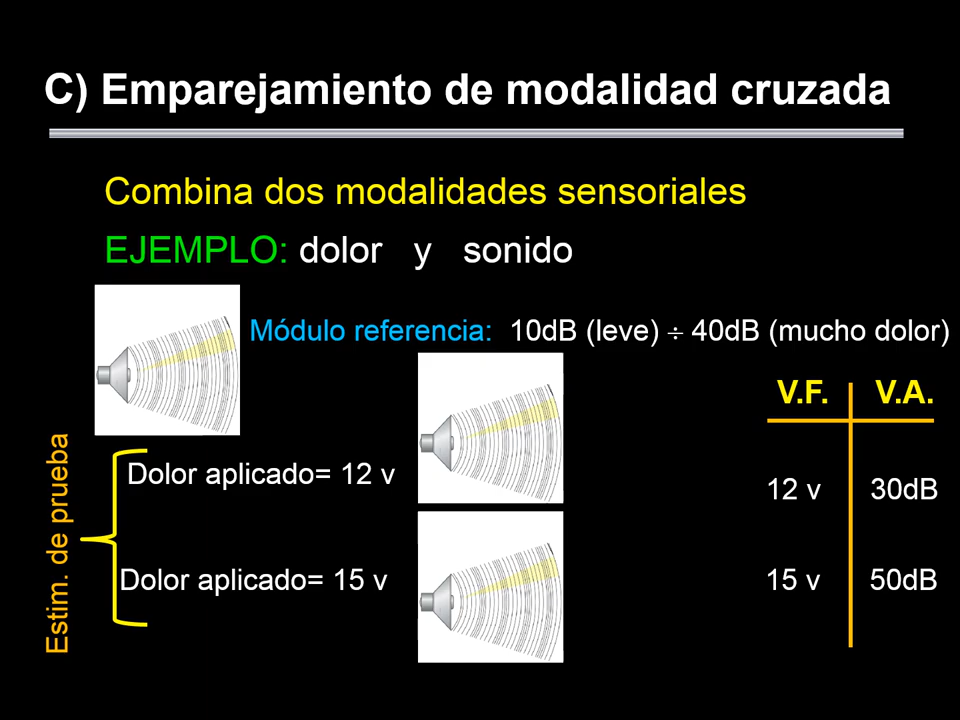 C) Emparejamiento de modalidad cruzada
Combina dos modalidades sensoriales
EJEMPLO: dolor y sonido
Módulo referencia: 10dB (leve) ÷ 40dB (mucho dolor)
V.F. V.A.
Estim. de prueba
Dolor aplicado= 12 v
12 v 30dB
Dolor aplicado= 15 v
15 v 50dB